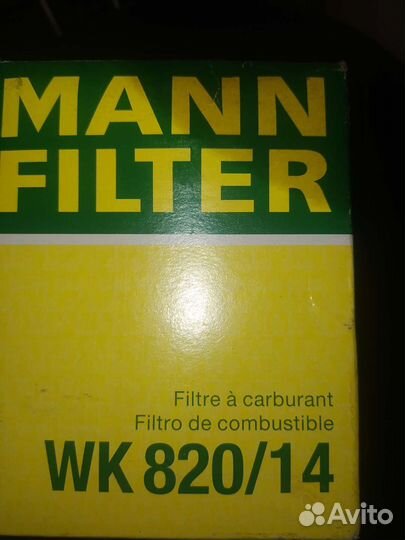 MANN
FILTER
Filtre à carburant
Filtro de combustible
WK 820/14
Avito